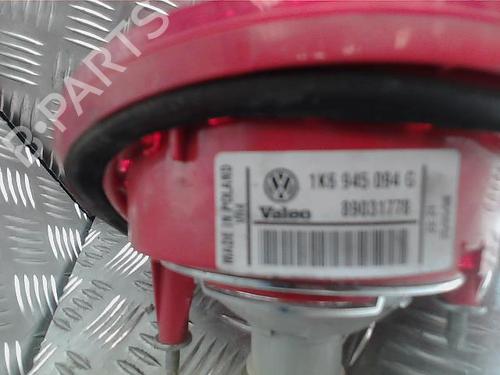 B-PARTS
1K6 945 094 G
Valeo
89031778
MADE IN POLAND